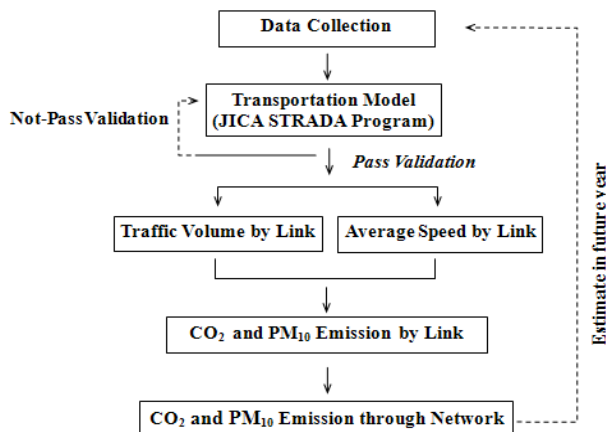 Data Collection
Transportation Model
(JICA STRADA Program)
Not-Pass Validation
Pass Validation
Traffic Volume by Link
Average Speed by Link
CO₂ and PM₁₀ Emission by Link
CO₂ and PM₁₀ Emission through Network
Estimate in future year